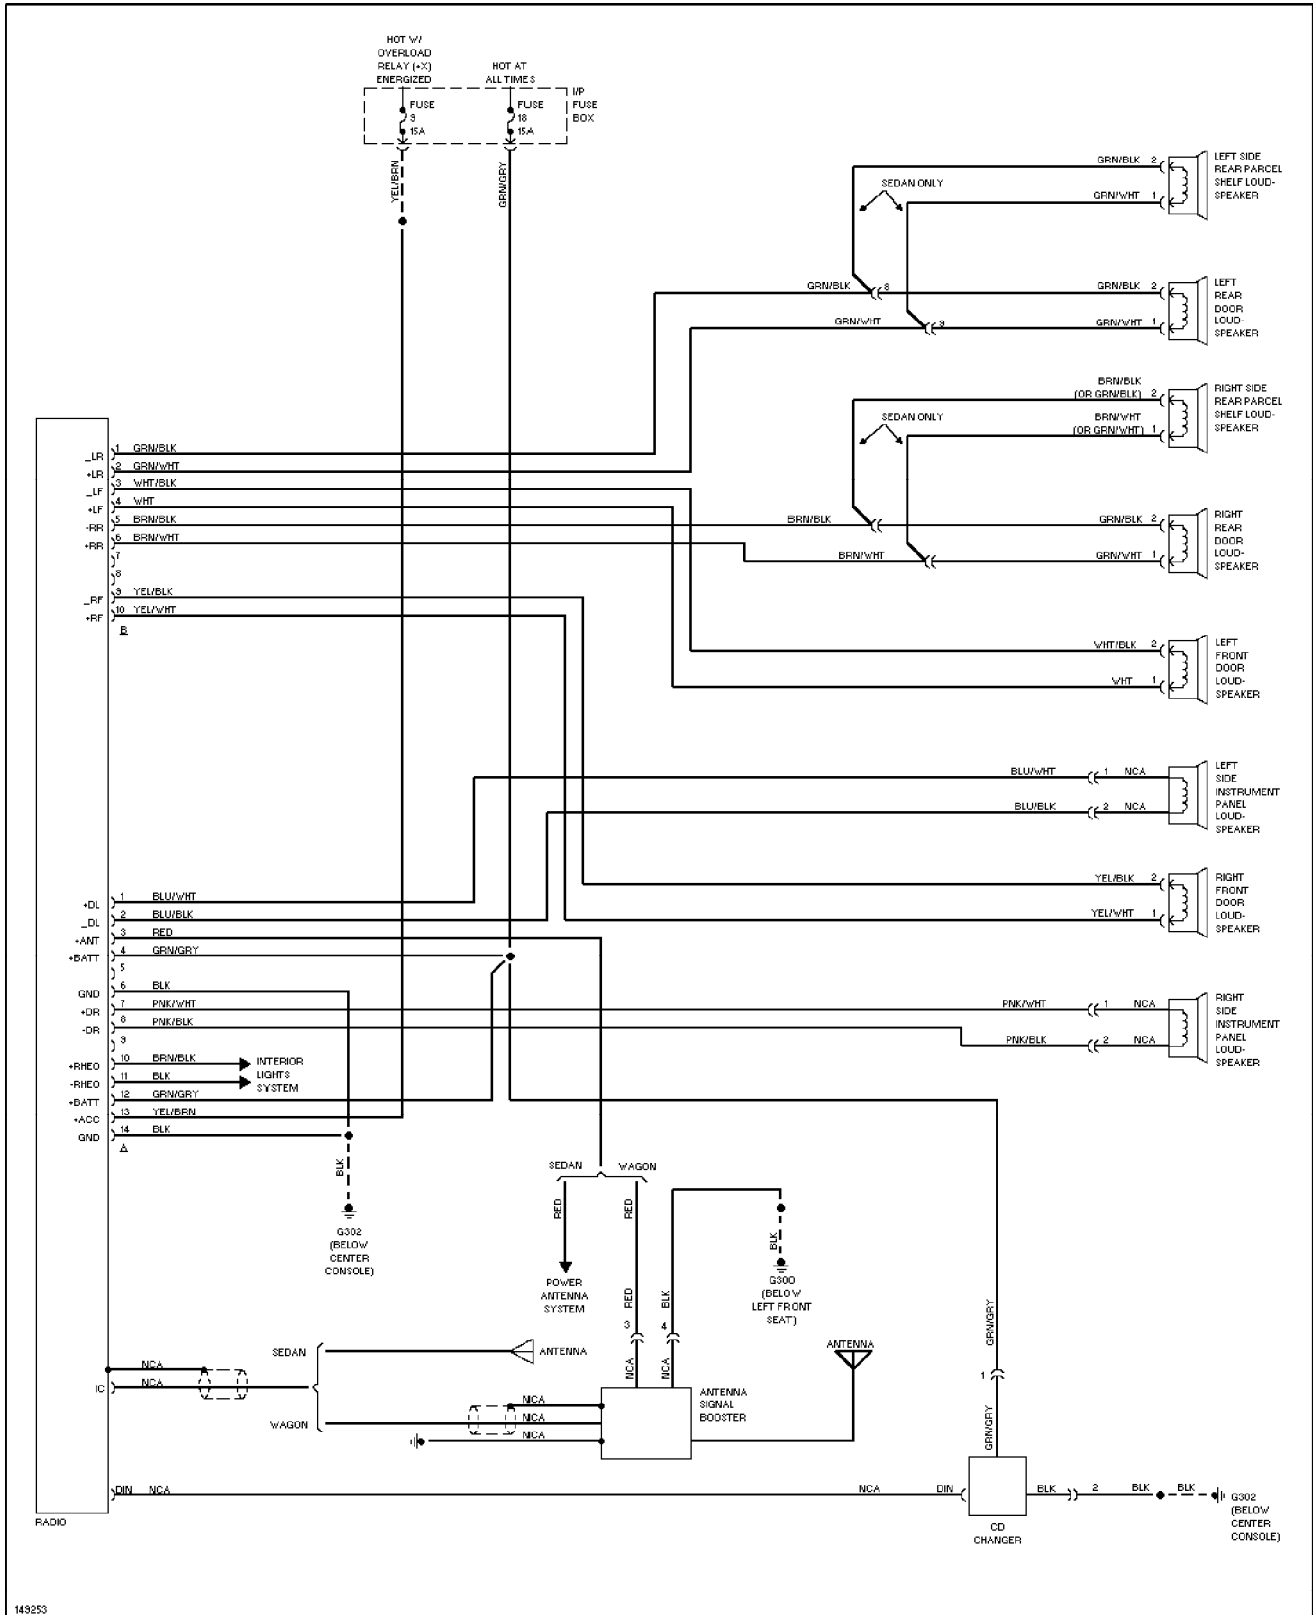 HOT W/
OVERLOAD
RELAY (+X)
ENERGIZED
HOT AT
ALL TIMES
FUSE
9
15A
FUSE
18
15A
I/P
FUSE
BOX
YEL/BRN
GRN/GRY
GRN/BLK 2
GRN/WHT 1
SEDAN ONLY
LEFT SIDE
REAR PARCEL
SHELF LOUD-
SPEAKER
GRN/BLK 8 GRN/BLK 2
GRN/WHT 9 GRN/WHT 1
LEFT
REAR
DOOR
LOUD-
SPEAKER
BRN/BLK
(OR GRN/BLK) 2
BRN/WHT
(OR GRN/WHT) 1
SEDAN ONLY
RIGHT SIDE
REAR PARCEL
SHELF LOUD-
SPEAKER
_LR 1 GRN/BLK
+LR 2 GRN/WHT
_LF 3 WHT/BLK
+LF 4 WHT
-RR 5 BRN/BLK
+RR 6 BRN/WHT
7
8
_RF 9 YEL/BLK
+RF 10 YEL/WHT
B
BRN/BLK GRN/BLK 2
BRN/WHT GRN/WHT 1
RIGHT
REAR
DOOR
LOUD-
SPEAKER
WHT/BLK 2
WHT 1
LEFT
FRONT
DOOR
LOUD-
SPEAKER
BLU/WHT 1 NCA
BLU/BLK 2 NCA
LEFT
SIDE
INSTRUMENT
PANEL
LOUD-
SPEAKER
YEL/BLK 2
YEL/WHT 1
RIGHT
FRONT
DOOR
LOUD-
SPEAKER
+DL 1 BLU/WHT
_DL 2 BLU/BLK
+ANT 3 RED
+BATT 4 GRN/GRY
5
GND 6 BLK
+DR 7 PNK/WHT
-DR 8 PNK/BLK
9
+RHEO 10 BRN/BLK
-RHEO 11 BLK
+BATT 12 GRN/GRY
+ACC 13 YEL/BRN
GND 14 BLK
A
INTERIOR
LIGHTS
SYSTEM
PNK/WHT 1 NCA
PNK/BLK 2 NCA
RIGHT
SIDE
INSTRUMENT
PANEL
LOUD-
SPEAKER
BLK
G302
(BELOW
CENTER
CONSOLE)
SEDAN WAGON
RED
RED
POWER
ANTENNA
SYSTEM
RED
3
NCA
BLK
4
NCA
BLK
G300
(BELOW
LEFT FRONT
SEAT)
GRN/GRY
1
GRN/GRY
SEDAN
ANTENNA
ANTENNA
NCA
IC NCA
WAGON
NCA
NCA
NCA
ANTENNA
SIGNAL
BOOSTER
DIN NCA NCA DIN
BLK 2 BLK BLK
G302
(BELOW
CENTER
CONSOLE)
CD
CHANGER
RADIO
149253